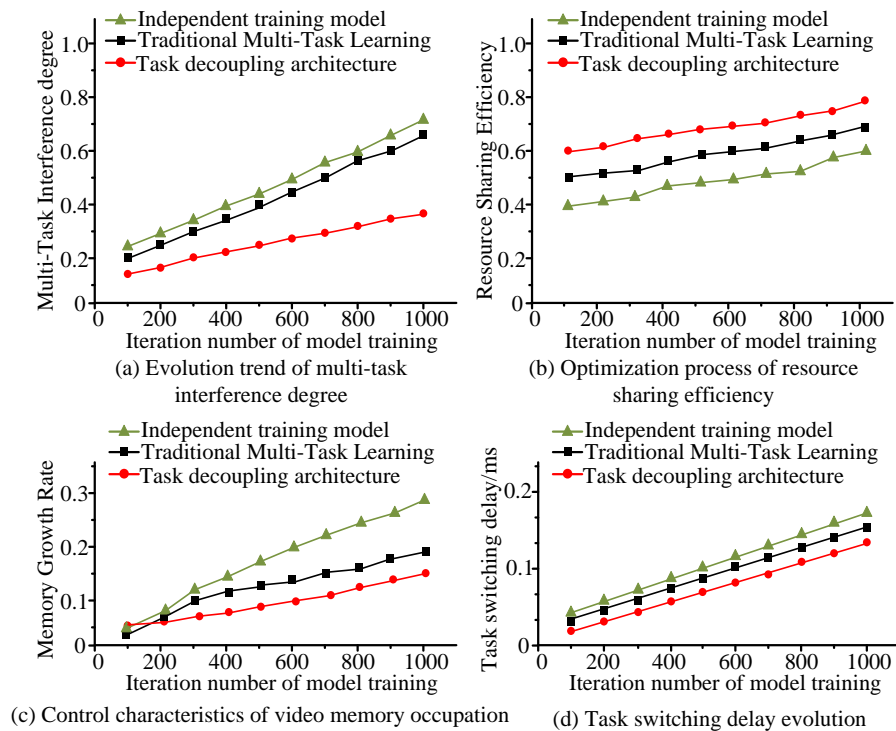 Independent training model
Traditional Multi-Task Learning
Task decoupling architecture
Multi-Task Interference degree
1.0
0.8
0.6
0.4
0.2
0
0 200 400 600 800 1000
Iteration number of model training
(a) Evolution trend of multi-task
interference degree
Independent training model
Traditional Multi-Task Learning
Task decoupling architecture
Resource Sharing Efficiency
1.0
0.8
0.6
0.4
0.2
0
0 200 400 600 800 1000
Iteration number of model training
(b) Optimization process of resource
sharing efficiency
Independent training model
Traditional Multi-Task Learning
Task decoupling architecture
Memory Growth Rate
0.3
0.2
0.1
0
0 200 400 600 800 1000
Iteration number of model training
(c) Control characteristics of video memory occupation
Independent training model
Traditional Multi-Task Learning
Task decoupling architecture
Task switching delay/ms
0.2
0.1
0
0 200 400 600 800 1000
Iteration number of model training
(d) Task switching delay evolution